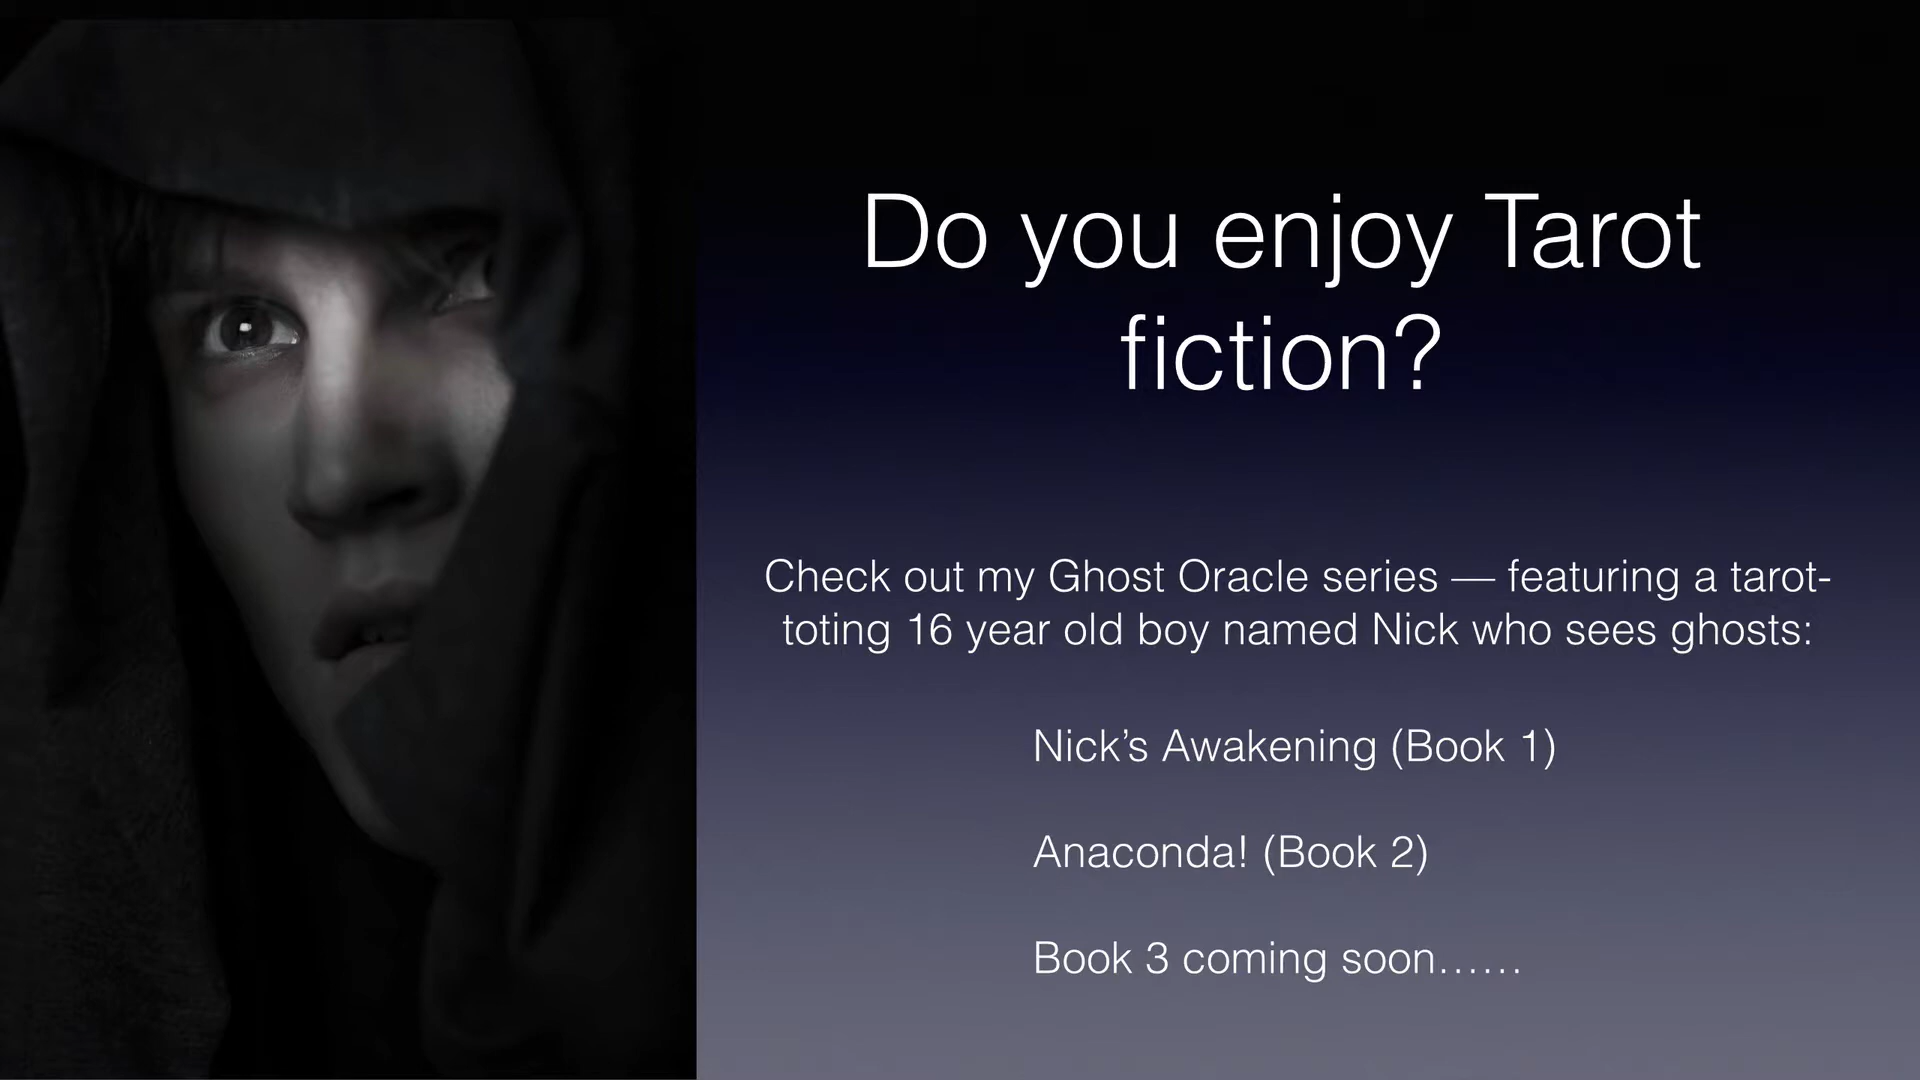 Do you enjoy Tarot
fiction?
Check out my Ghost Oracle series — featuring a tarot-
toting 16 year old boy named Nick who sees ghosts:
Nick’s Awakening (Book 1)
Anaconda! (Book 2)
Book 3 coming soon……